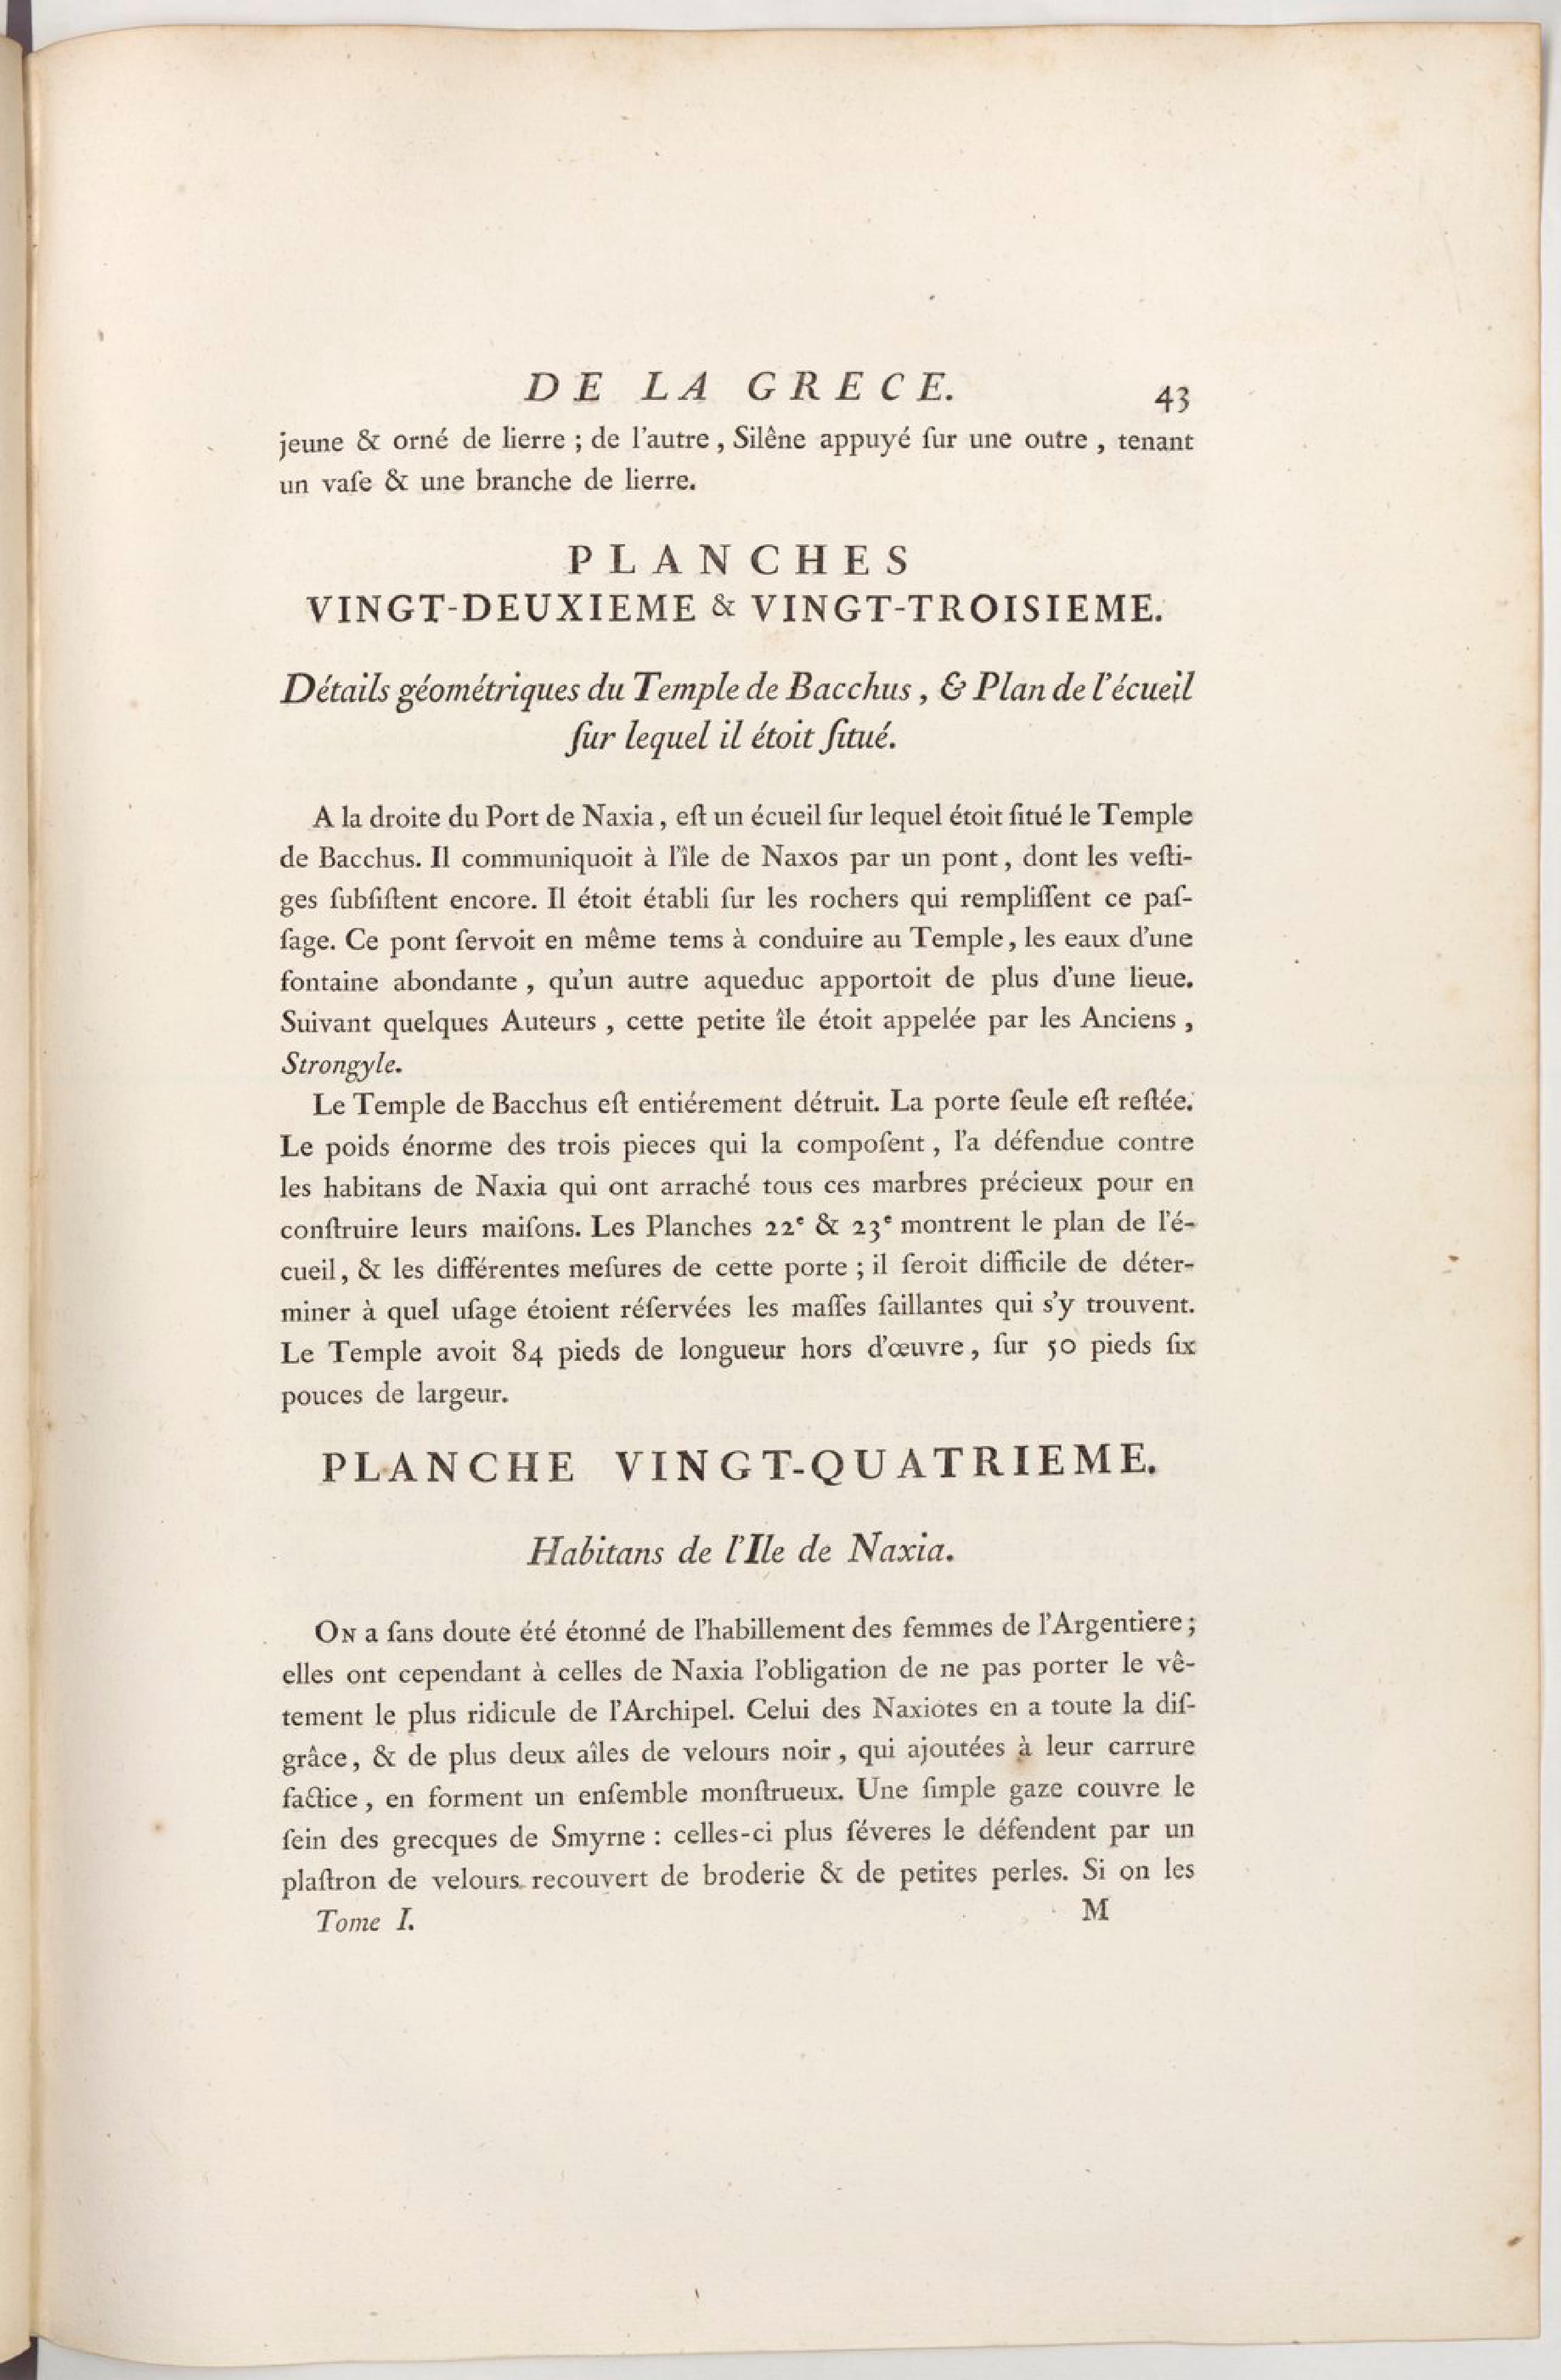 DE LA GRECE. 43
jeune & orné de lierre ; de l'autre , Silêne appuyé ſur une outre , tenant
un vaſe & une branche de lierre.
PLANCHES
VINGT-DEUXIEME & VINGT-TROISIEME.
Détails géométriques du Temple de Bacchus , & Plan de l'écueil
ſur lequel il étoit ſitué.
A la droite du Port de Naxia , eſt un écueil ſur lequel étoit ſitué le Temple
de Bacchus. Il communiquoit à l'île de Naxos par un pont , dont les veſti-
ges ſubſiſtent encore. Il étoit établi ſur les rochers qui rempliſſent ce paſ-
ſage. Ce pont ſervoit en même tems à conduire au Temple , les eaux d'une
fontaine abondante , qu'un autre aqueduc apportoit de plus d'une lieue.
Suivant quelques Auteurs , cette petite île étoit appelée par les Anciens ,
Strongyle.
Le Temple de Bacchus eſt entiérement détruit. La porte ſeule eſt reſtée.
Le poids énorme des trois pieces qui la compoſent , l'a défendue contre
les habitans de Naxia qui ont arraché tous ces marbres précieux pour en
conſtruire leurs maiſons. Les Planches 22e & 23e montrent le plan de l'é-
cueil , & les différentes meſures de cette porte ; il ſeroit difficile de déter-
miner à quel uſage étoient réſervées les maſſes ſaillantes qui s'y trouvent.
Le Temple avoit 84 pieds de longueur hors d'œuvre , ſur 50 pieds ſix
pouces de largeur.
PLANCHE VINGT-QUATRIEME.
Habitans de l'Ile de Naxia.
ON a ſans doute été étonné de l'habillement des femmes de l'Argentiere ;
elles ont cependant à celles de Naxia l'obligation de ne pas porter le vê-
tement le plus ridicule de l'Archipel. Celui des Naxiotes en a toute la diſ-
grâce , & de plus deux aîles de velours noir , qui ajoutées à leur carrure
factice , en forment un enſemble monſtrueux. Une ſimple gaze couvre le
ſein des grecques de Smyrne : celles-ci plus ſéveres le défendent par un
plaſtron de velours recouvert de broderie & de petites perles. Si on les
Tome I. M